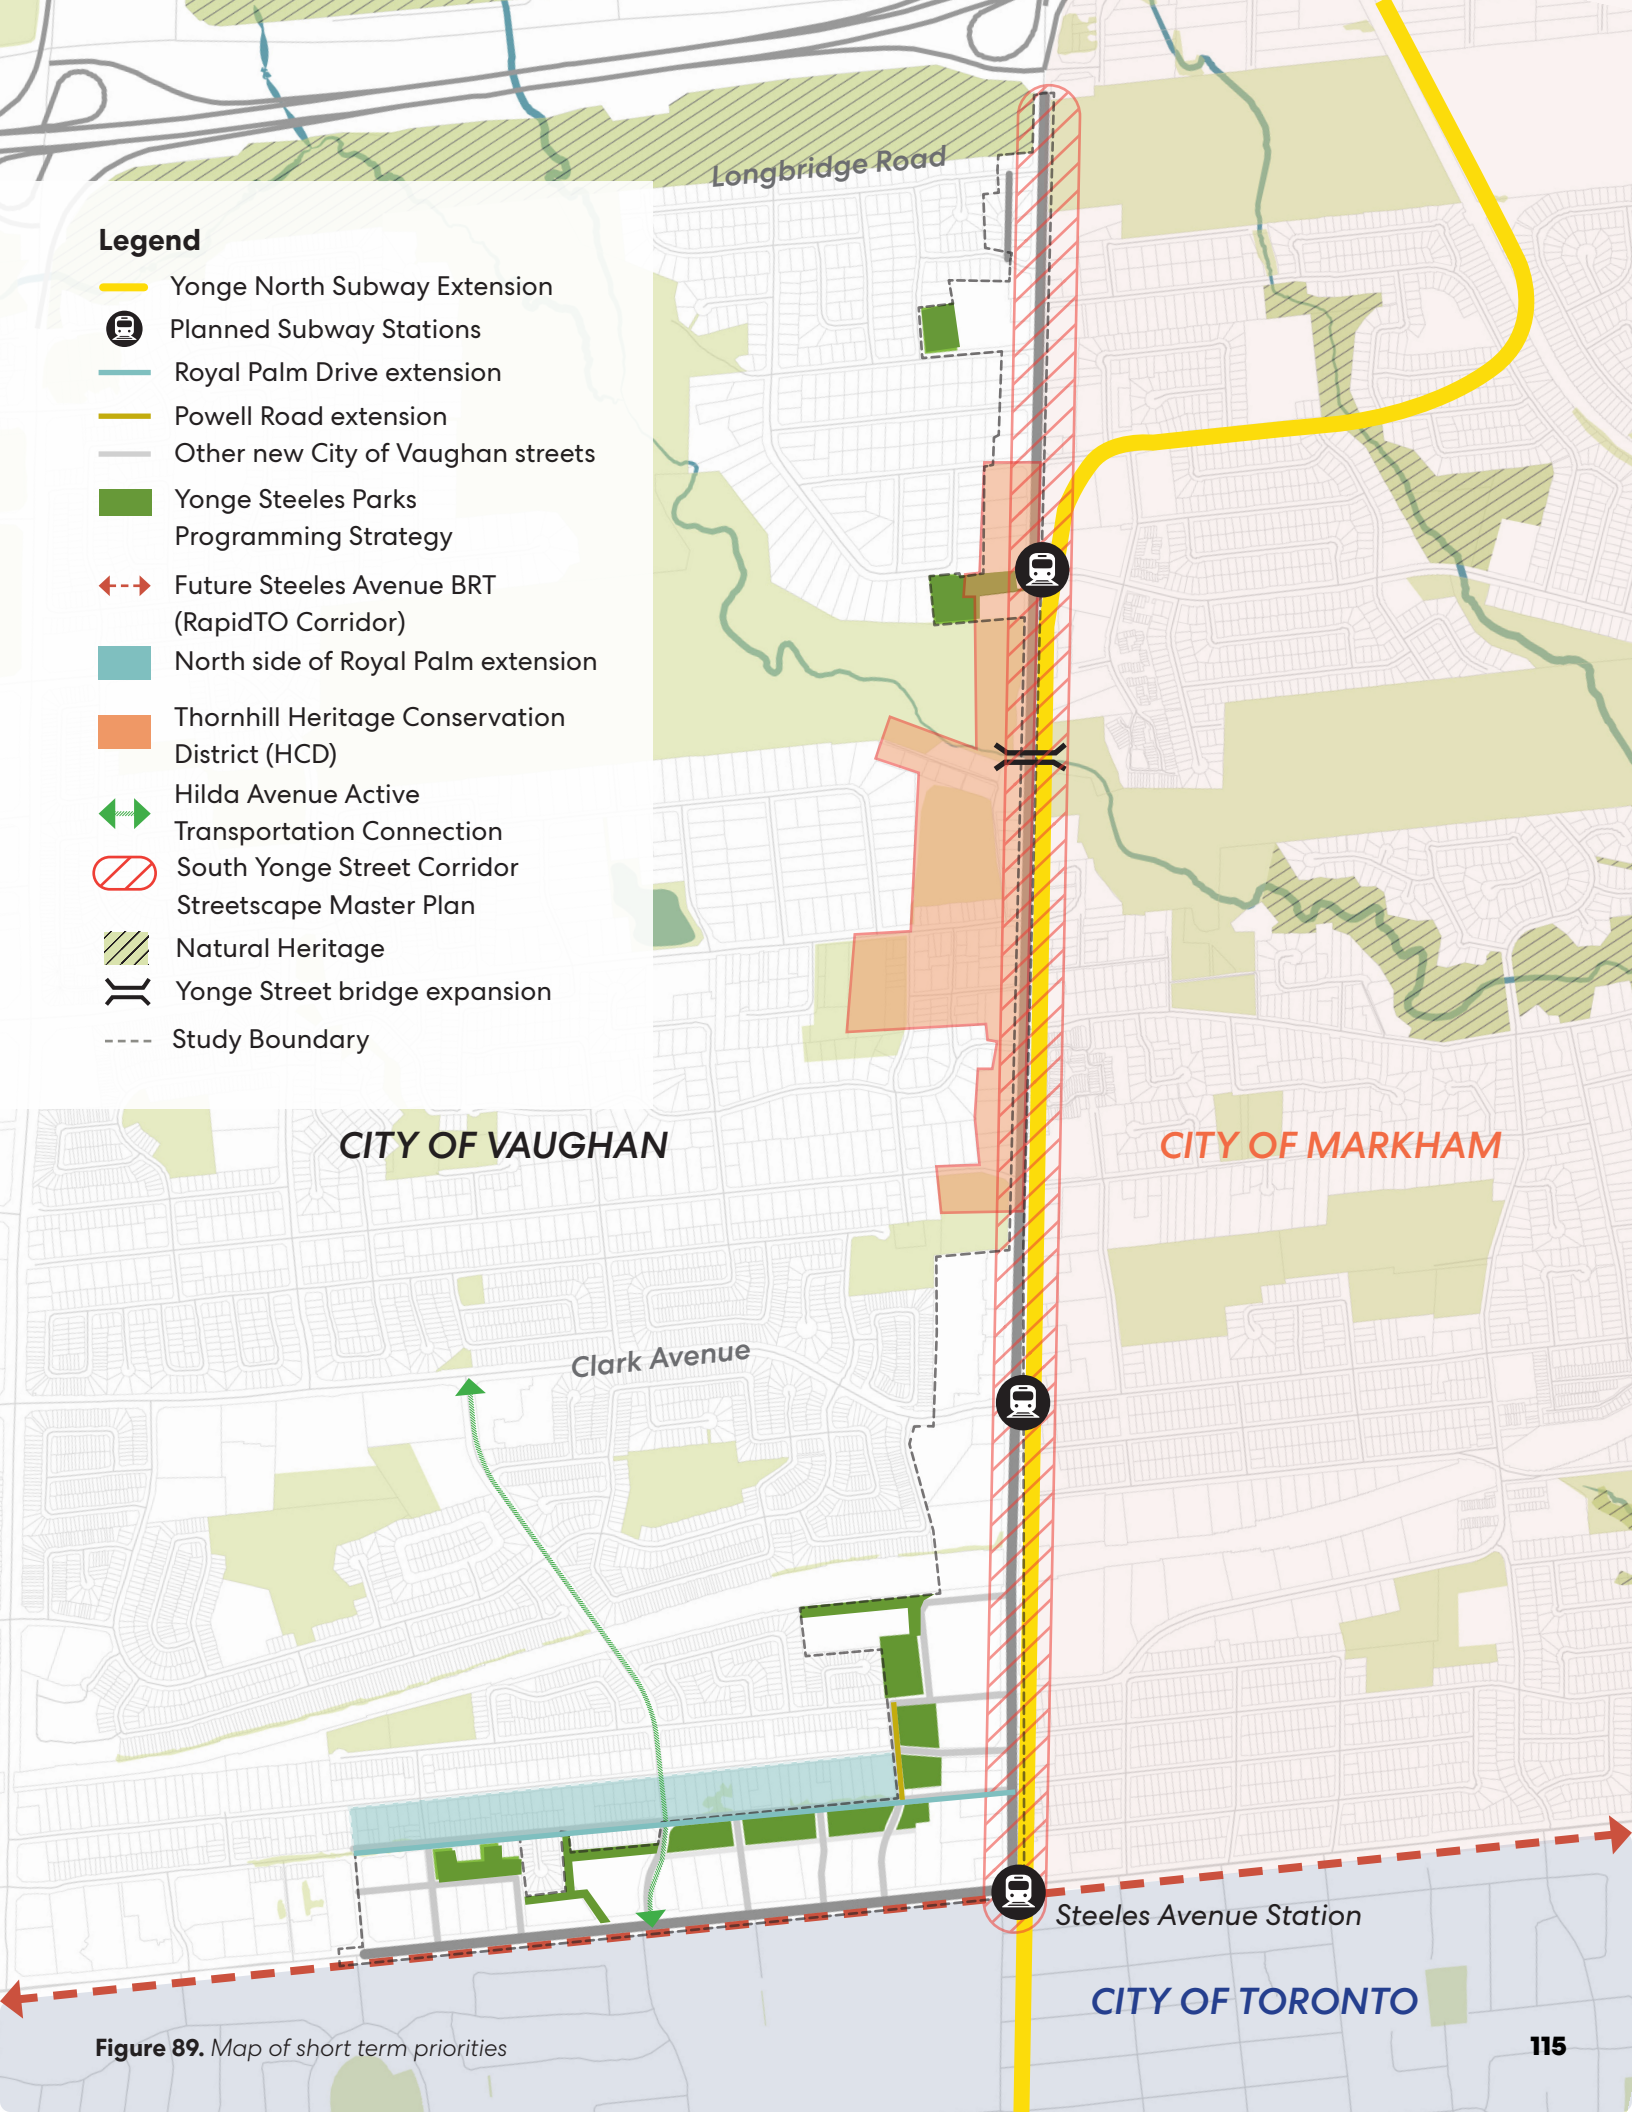 Longbridge Road
Legend
Yonge North Subway Extension
Planned Subway Stations
Royal Palm Drive extension
Powell Road extension
Other new City of Vaughan streets
Yonge Steeles Parks
Programming Strategy
Future Steeles Avenue BRT
(RapidTO Corridor)
North side of Royal Palm extension
Thornhill Heritage Conservation
District (HCD)
Hilda Avenue Active
Transportation Connection
South Yonge Street Corridor
Streetscape Master Plan
Natural Heritage
Yonge Street bridge expansion
Study Boundary
CITY OF VAUGHAN
CITY OF MARKHAM
Clark Avenue
Steeles Avenue Station
CITY OF TORONTO
Figure 89. Map of short term priorities
115